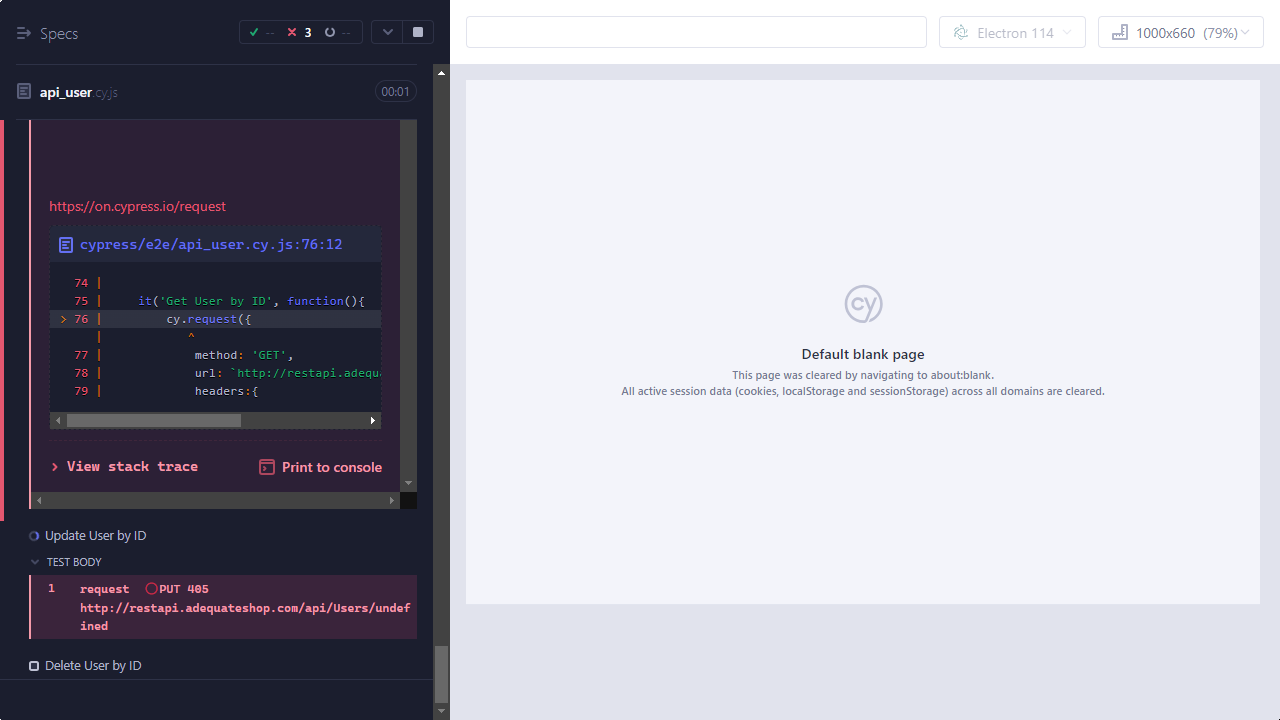 Specs
-- 3 --
Electron 114
1000x660 (79%)
api_user.cy.js
00:01
https://on.cypress.io/request
cypress/e2e/api_user.cy.js:76:12
74 |
75 | it('Get User by ID', function(){
> 76 | cy.request({
| ^
77 | method: 'GET',
78 | url: `http://restapi.adequa
79 | headers:{
> View stack trace
Print to console
Update User by ID
TEST BODY
1 request PUT 405
http://restapi.adequateshop.com/api/Users/undef
ined
Delete User by ID
cy
Default blank page
This page was cleared by navigating to about:blank.
All active session data (cookies, localStorage and sessionStorage) across all domains are cleared.